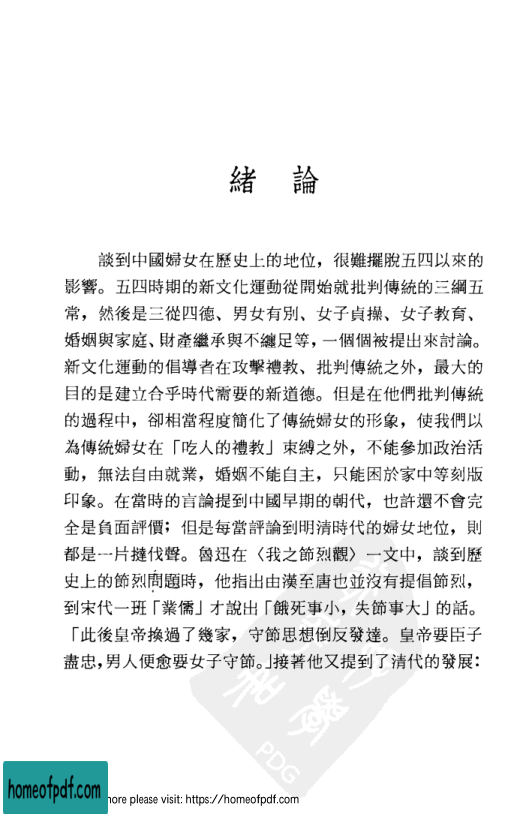 緒　論
談到中國婦女在歷史上的地位，很難擺脫五四以來的
影響。五四時期的新文化運動從開始就批判傳統的三綱五
常，然後是三從四德、男女有別、女子貞操、女子教育、
婚姻與家庭、財產繼承與不纏足等，一個個被提出來討論。
新文化運動的倡導者在攻擊禮教、批判傳統之外，最大的
目的是建立合乎時代需要的新道德。但是在他們批判傳統
的過程中，卻相當程度簡化了傳統婦女的形象，使我們以
為傳統婦女在「吃人的禮教」束縛之外，不能參加政治活
動，無法自由就業，婚姻不能自主，只能困於家中等刻版
印象。在當時的言論提到中國早期的朝代，也許還不會完
全是負面評價；但是每當評論到明清時代的婦女地位，則
都是一片撻伐聲。魯迅在〈我之節烈觀〉一文中，談到歷
史上的節烈問題時，他指出由漢至唐也並沒有提倡節烈，
到宋代一班「業儒」才說出「餓死事小，失節事大」的話。
「此後皇帝換過了幾家，守節思想倒反發達。皇帝要臣子
盡忠，男人便愈要女子守節。」接著他又提到了清代的發展：
PDG
homeofpdf.com
more please visit: https://homeofpdf.com